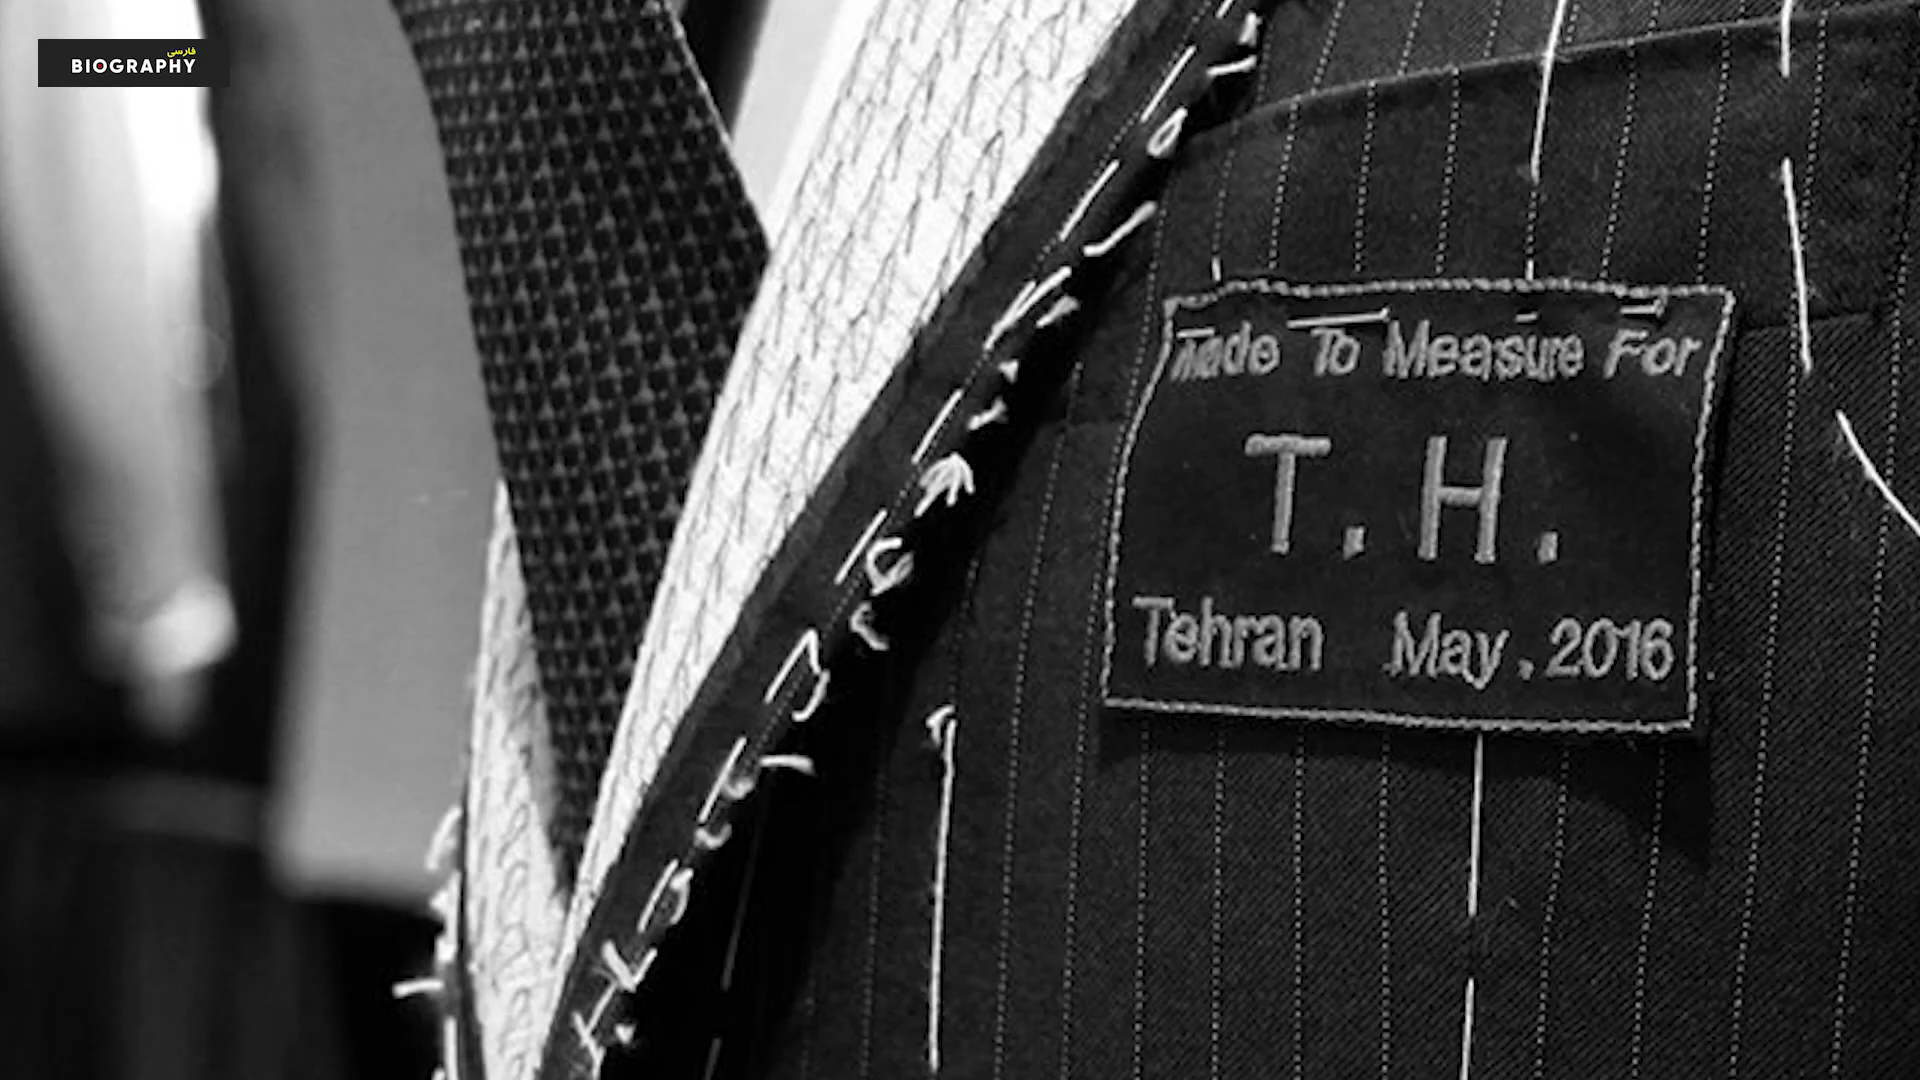 فارسی
BIOGRAPHY
Made To Measure For
T. H.
Tehran May. 2016